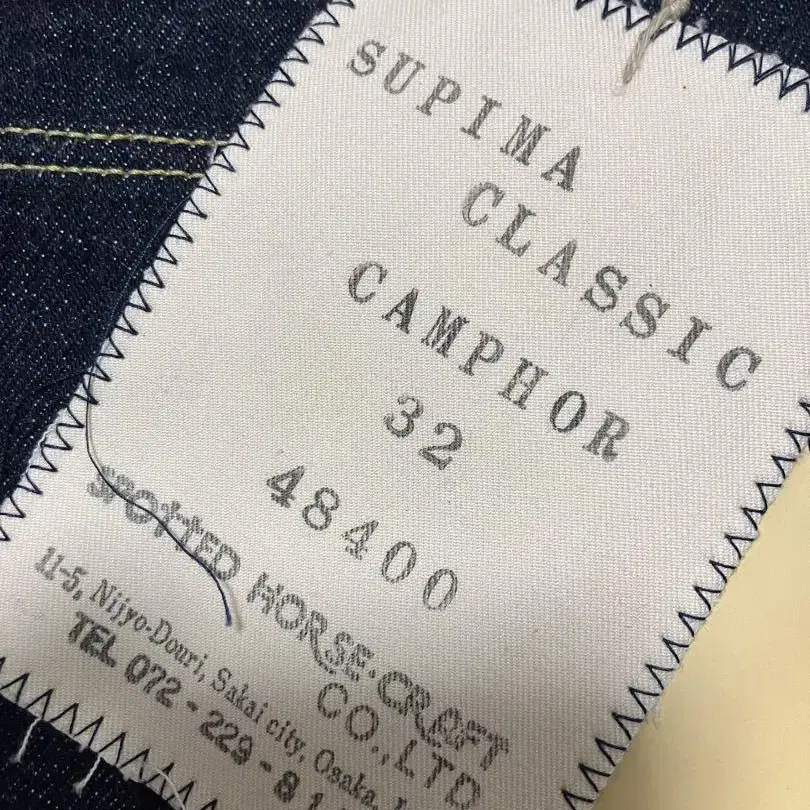 SUPIMA
CLASSIC
CAMPHOR
32
48400
SPOTTED HORSE-CRAFT
CO.,LTD
11-5, Nijyo-Douri, Sakai city, Osaka,
TEL 072-229-81